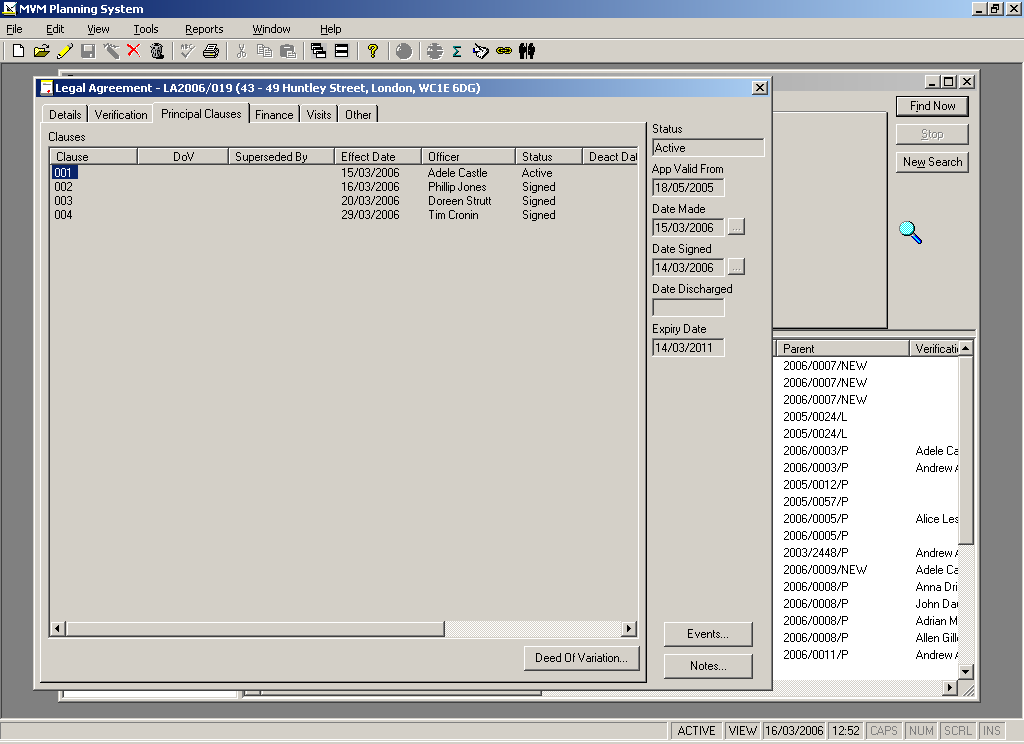 MVM Planning System
File Edit View Tools Reports Window Help
Legal Agreement - LA2006/019 (43 - 49 Huntley Street, London, WC1E 6DG)
Details Verification Principal Clauses Finance Visits Other
Clauses
Clause DoV Superseded By Effect Date Officer Status Deact Dat
001 15/03/2006 Adele Castle Active
002 16/03/2006 Phillip Jones Signed
003 20/03/2006 Doreen Strutt Signed
004 29/03/2006 Tim Cronin Signed
Deed Of Variation...
Status
Active
App Valid From
18/05/2005
Date Made
15/03/2006 ...
Date Signed
14/03/2006 ...
Date Discharged
Expiry Date
14/03/2011
Events...
Notes...
Find Now
Stop
New Search
Parent Verificati
2006/0007/NEW
2006/0007/NEW
2006/0007/NEW
2005/0024/L
2005/0024/L
2006/0003/P Adele Ca
2006/0003/P Andrew A
2005/0012/P
2005/0057/P
2006/0005/P Alice Les
2006/0005/P
2003/2448/P Andrew A
2006/0009/NEW Adele Ca
2006/0008/P Anna Dri
2006/0008/P John Da
2006/0008/P Adrian M
2006/0008/P Allen Gill
2006/0011/P Andrew A
ACTIVE VIEW 16/03/2006 12:52 CAPS NUM SCRL INS